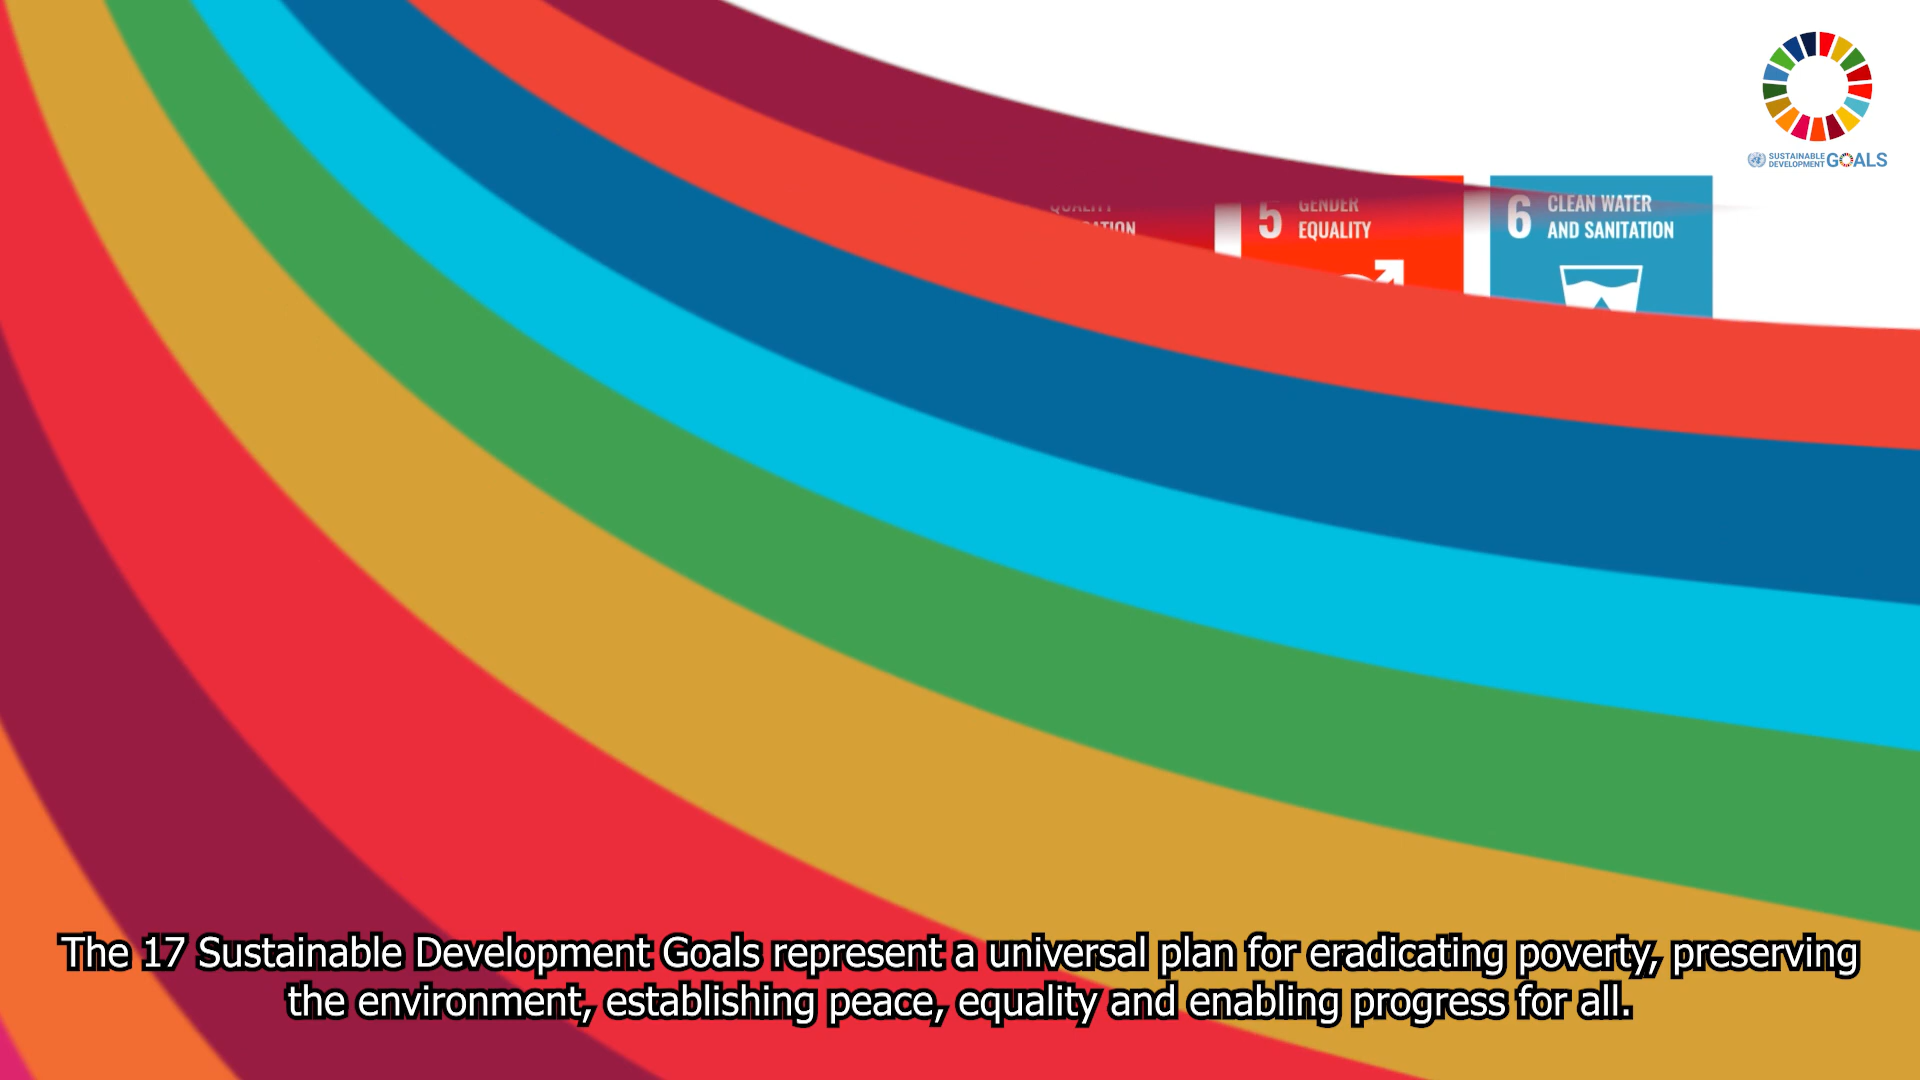 SUSTAINABLE
DEVELOPMENT
GOALS
QUALITY
5 GENDER
EQUALITY
6 CLEAN WATER
AND SANITATION
The 17 Sustainable Development Goals represent a universal plan for eradicating poverty, preserving
the environment, establishing peace, equality and enabling progress for all.